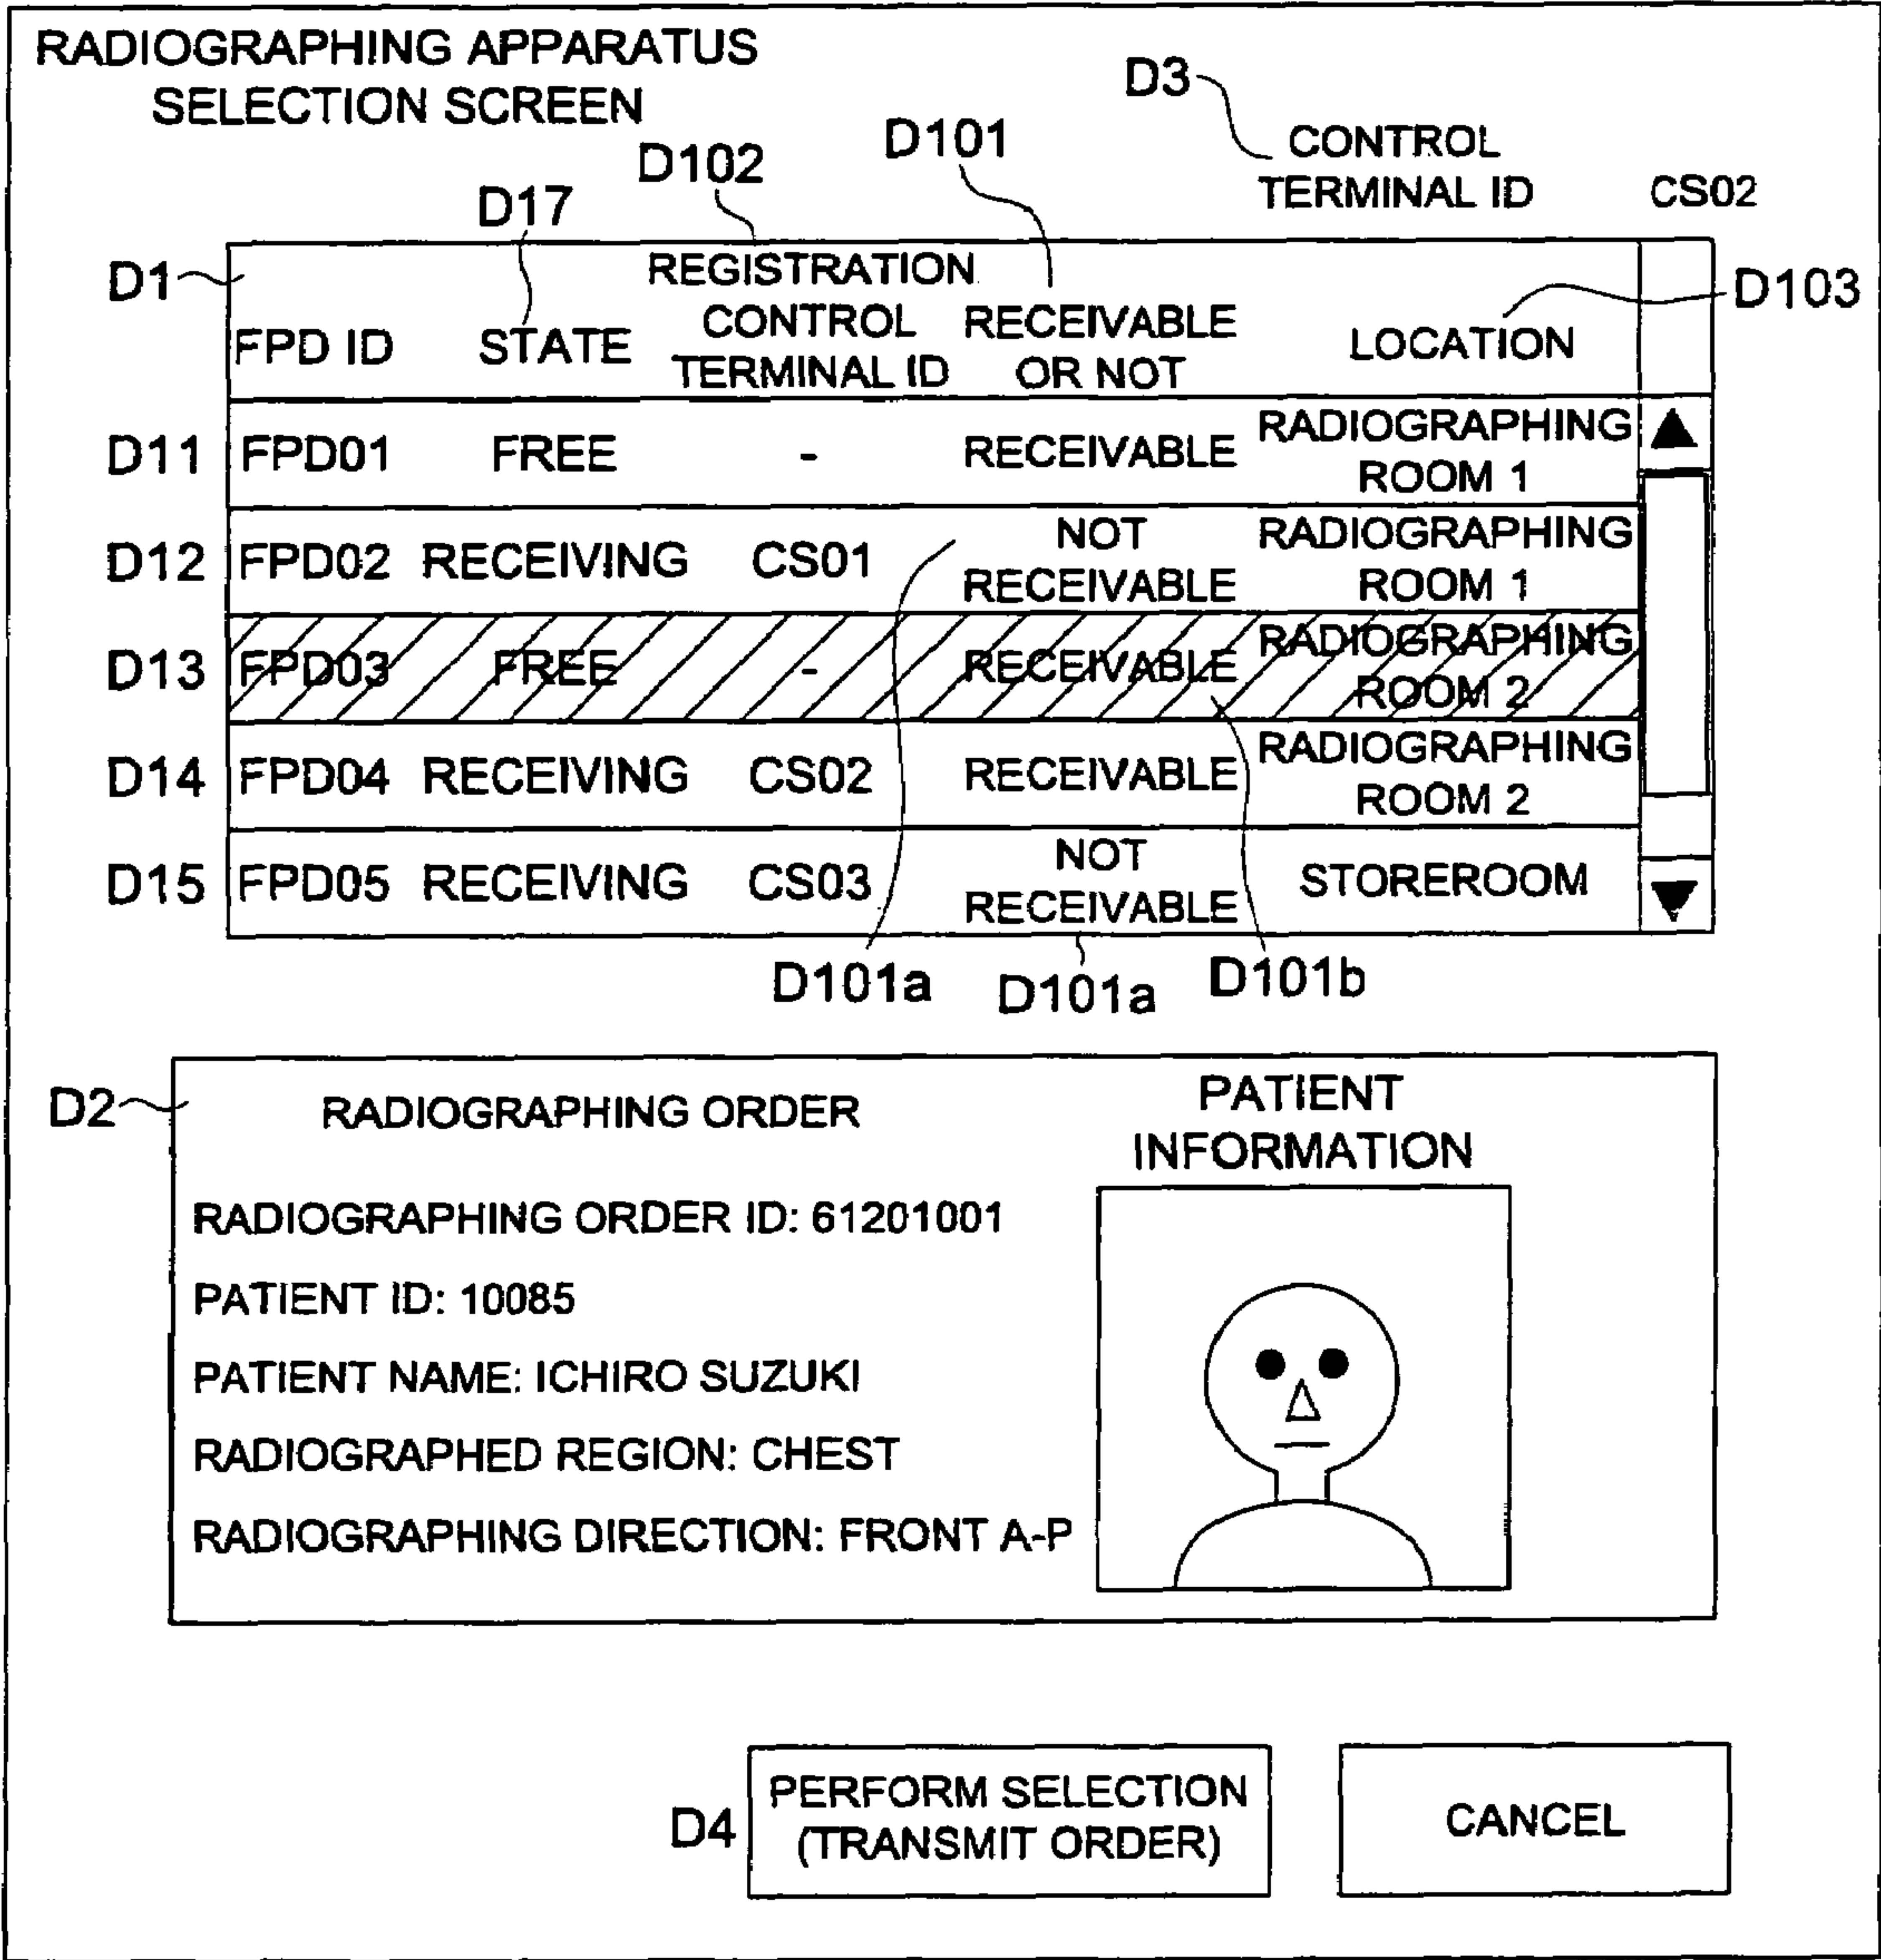 RADIOGRAPHING APPARATUS
SELECTION SCREEN
D3
CONTROL
TERMINAL ID CS02
D101
D102
D17
D1
D103
REGISTRATION
CONTROL
TERMINAL ID
FPD ID STATE
RECEIVABLE
OR NOT
LOCATION
D11 FPD01 FREE - RECEIVABLE RADIOGRAPHING
ROOM 1
D12 FPD02 RECEIVING CS01 NOT
RECEIVABLE
RADIOGRAPHING
ROOM 1
D13 FPD03 FREE - RECEIVABLE RADIOGRAPHING
ROOM 2
D14 FPD04 RECEIVING CS02 RECEIVABLE RADIOGRAPHING
ROOM 2
D15 FPD05 RECEIVING CS03 NOT
RECEIVABLE
STOREROOM
D101a D101a D101b
D2
RADIOGRAPHING ORDER
PATIENT
INFORMATION
RADIOGRAPHING ORDER ID: 61201001
PATIENT ID: 10085
PATIENT NAME: ICHIRO SUZUKI
RADIOGRAPHED REGION: CHEST
RADIOGRAPHING DIRECTION: FRONT A-P
D4
PERFORM SELECTION
(TRANSMIT ORDER)
CANCEL